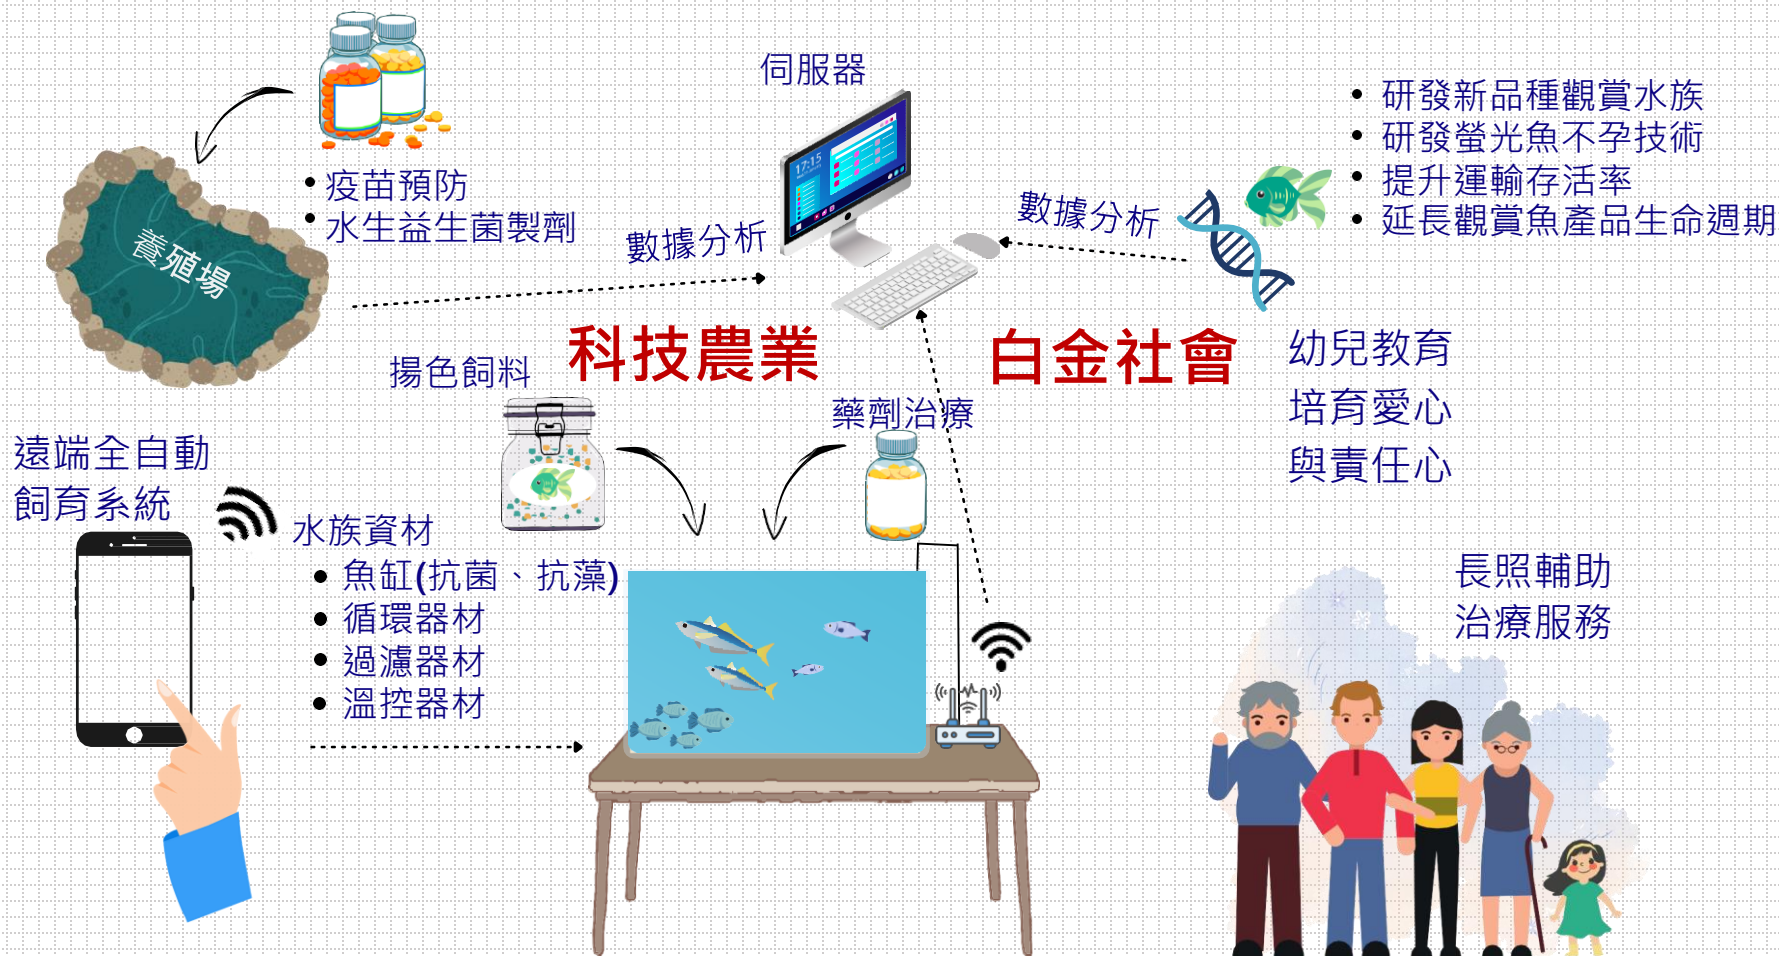 伺服器
17:15
• 疫苗預防
• 水生益生菌製劑
養殖場
數據分析
數據分析
• 研發新品種觀賞水族
• 研發螢光魚不孕技術
• 提升運輸存活率
• 延長觀賞魚產品生命週期
科技農業
白金社會
幼兒教育
培育愛心
與責任心
揚色飼料
藥劑治療
遠端全自動
飼育系統
水族資材
• 魚缸(抗菌、抗藻)
• 循環器材
• 過濾器材
• 溫控器材
長照輔助
治療服務